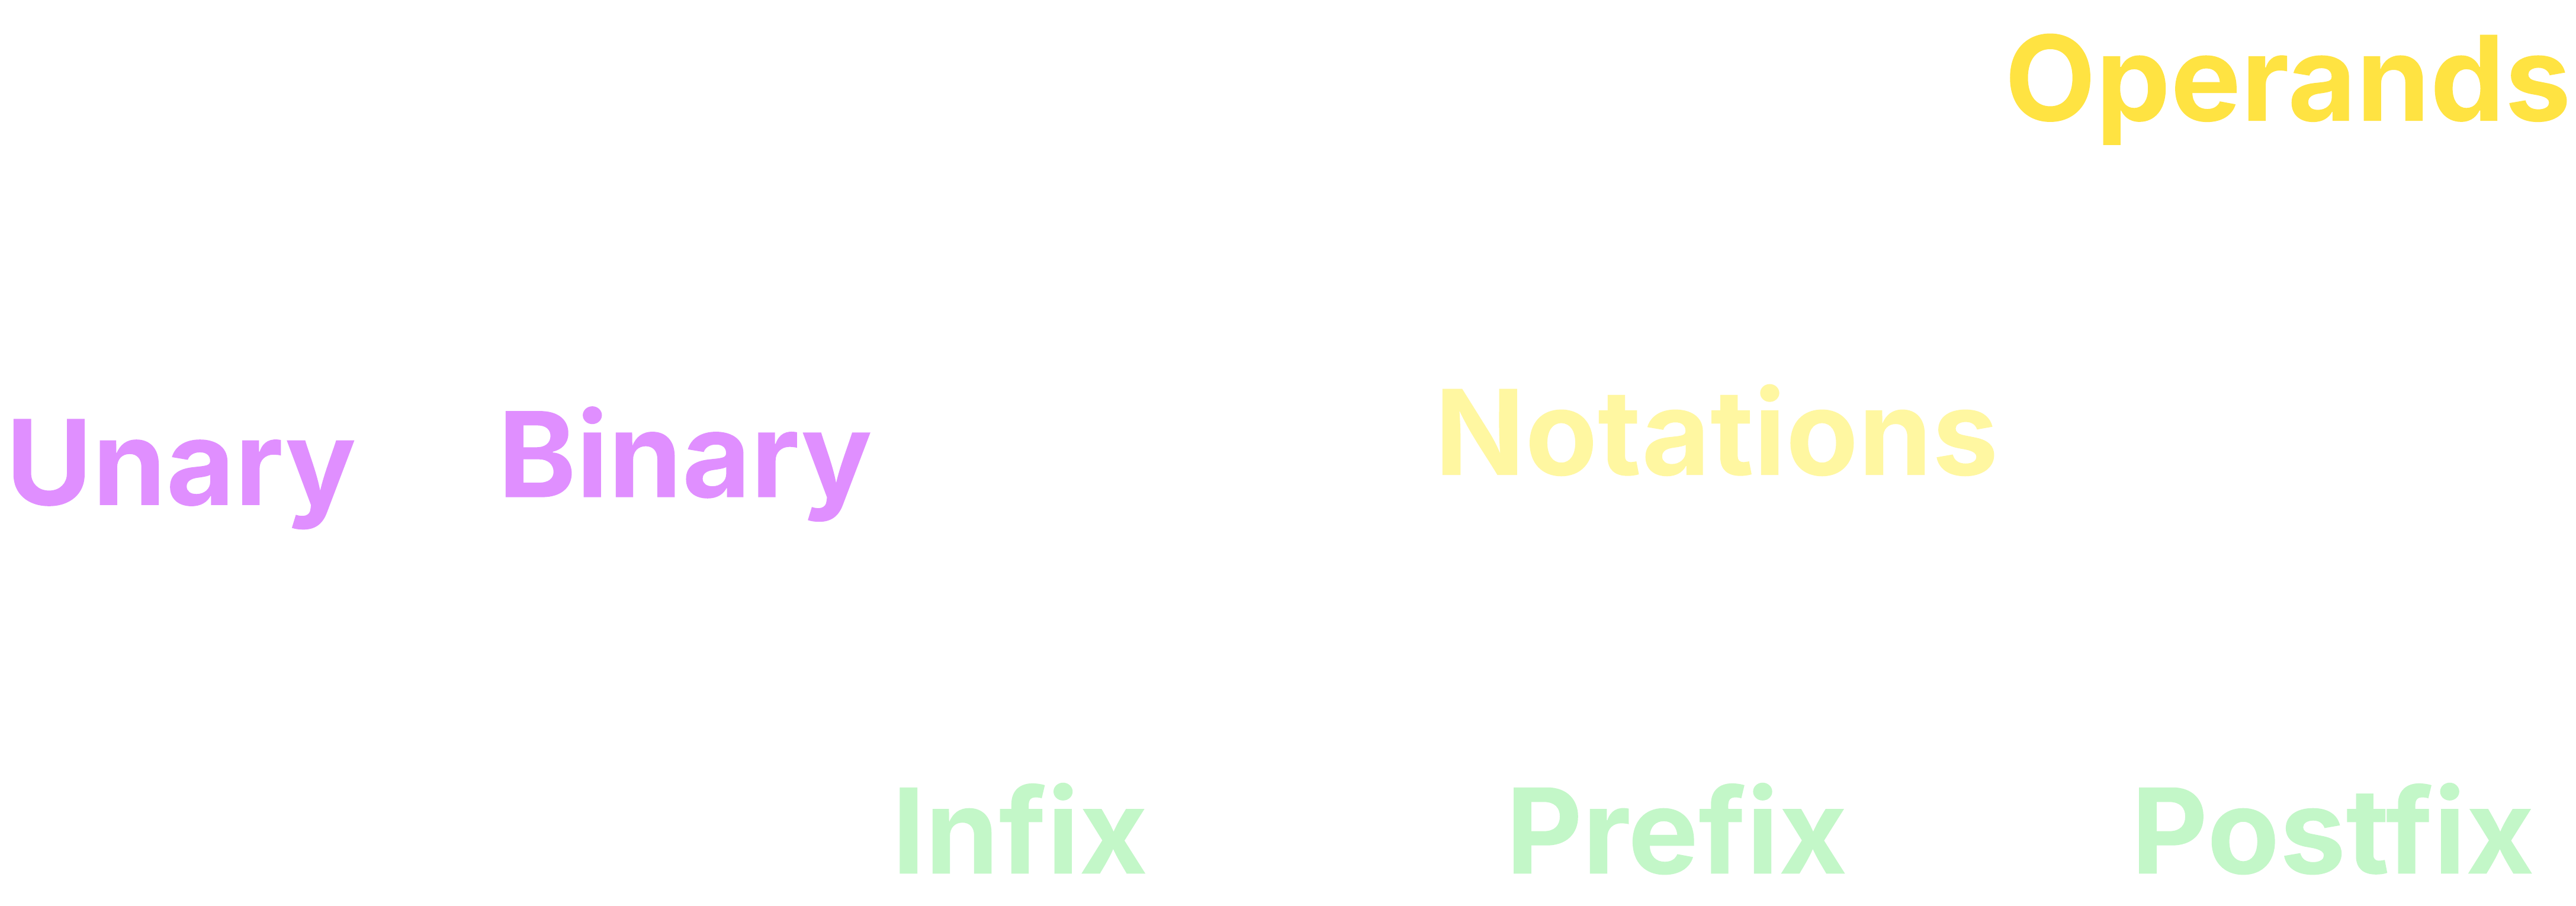 Operands
Unary Binary Notations
Infix Prefix Postfix